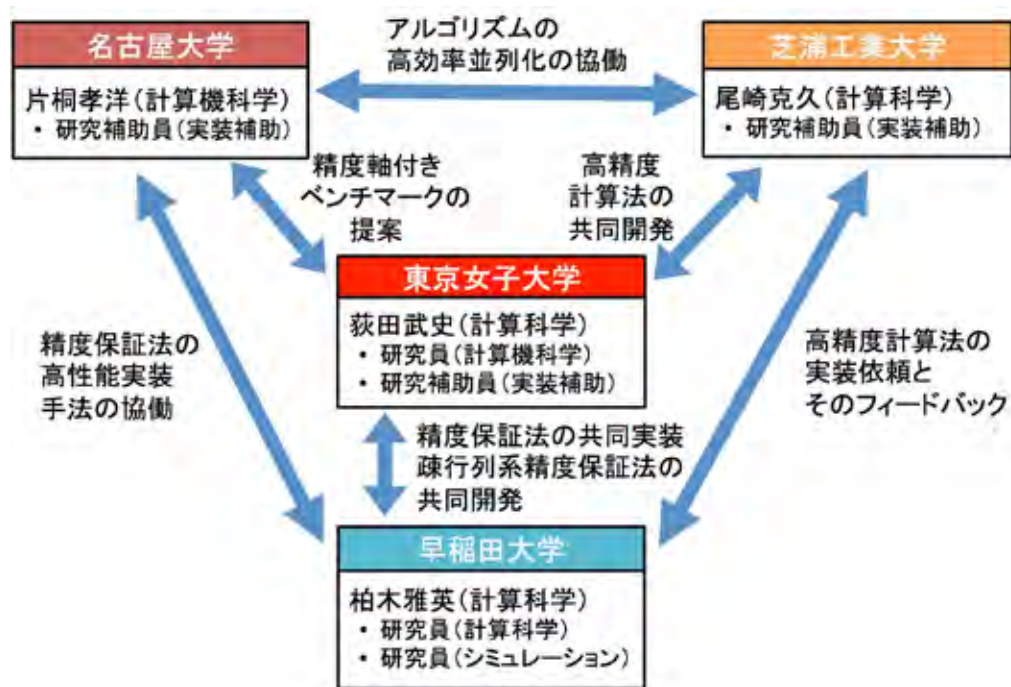 名古屋大学
片桐孝洋(計算機科学)
・ 研究補助員(実装補助)
アルゴリズムの
高効率並列化の協働
芝浦工業大学
尾崎克久(計算科学)
・ 研究補助員(実装補助)
精度軸付き
ベンチマークの
提案
高精度
計算法の
共同開発
東京女子大学
荻田武史(計算科学)
・ 研究員(計算機科学)
・ 研究補助員(実装補助)
精度保証法の
高性能実装
手法の協働
高精度計算法の
実装依頼と
そのフィードバック
精度保証法の共同実装
疎行列系精度保証法の
共同開発
早稲田大学
柏木雅英(計算科学)
・ 研究員(計算科学)
・ 研究員(シミュレーション)